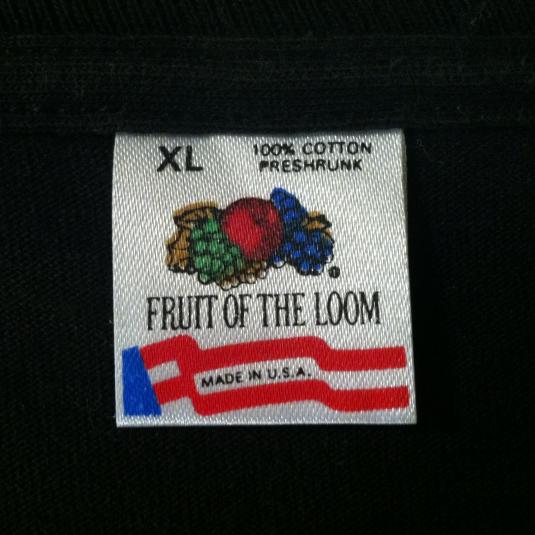 XL
100% COTTON
PRESHRUNK
®
FRUIT OF THE LOOM
MADE IN U.S.A.